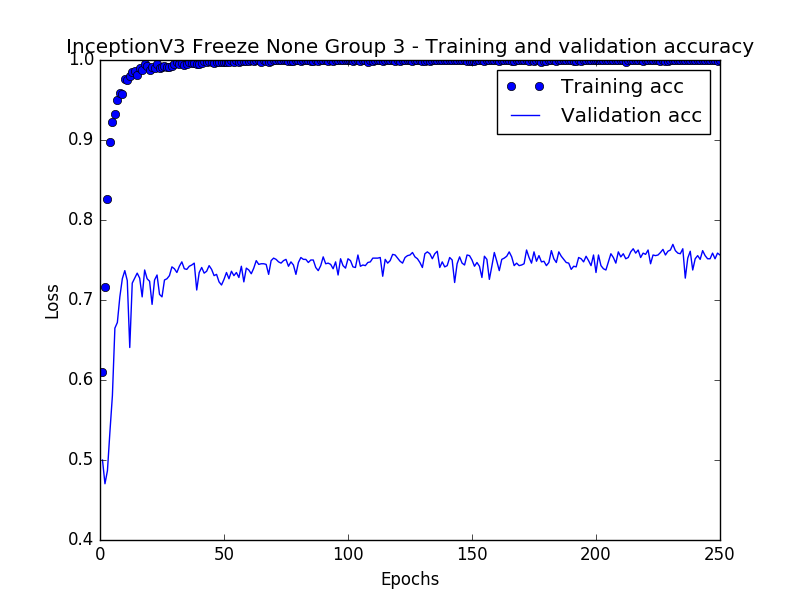 InceptionV3 Freeze None Group 3 - Training and validation accuracy
1.0
Training acc
Validation acc
0.9
0.8
0.7
Loss
0.6
0.5
0.4
0
50
100
150
200
250
Epochs